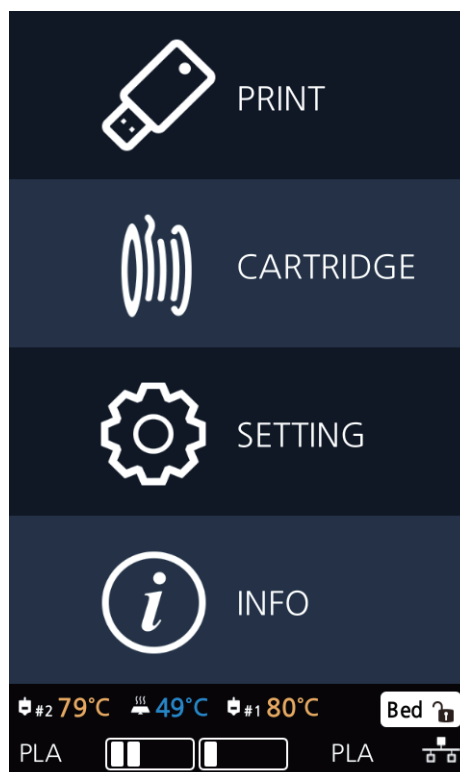 PRINT
CARTRIDGE
SETTING
i INFO
#2 79°C 49°C #1 80°C Bed
PLA PLA